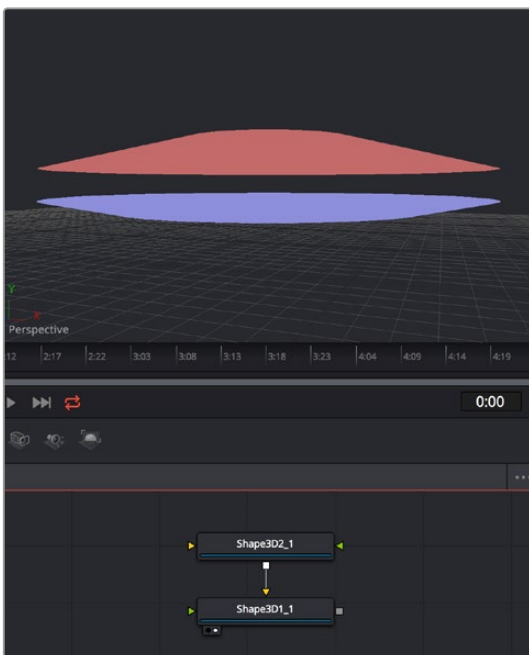 Y
X
Perspective
:12 2:17 2:22 3:03 3:08 3:13 3:18 3:23 4:04 4:09 4:14 4:19
0:00
Shape3D2_1
Shape3D1_1